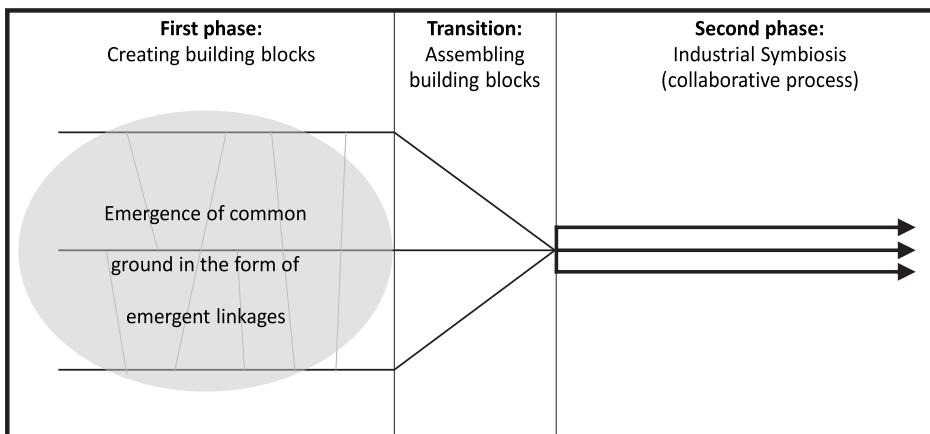 First phase:
Creating building blocks
Transition:
Assembling
building blocks
Second phase:
Industrial Symbiosis
(collaborative process)
Emergence of common
ground in the form of
emergent linkages